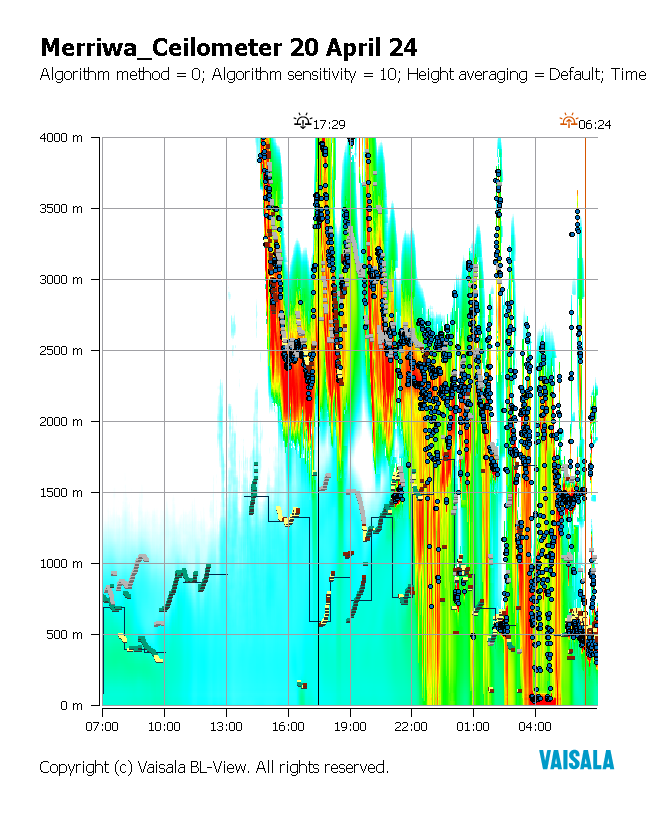 Merriwa_Ceilometer 20 April 24
Algorithm method = 0; Algorithm sensitivity = 10; Height averaging = Default; Time
17:29
06:24
4000 m
3500 m
3000 m
2500 m
2000 m
1500 m
1000 m
500 m
0 m
07:00 10:00 13:00 16:00 19:00 22:00 01:00 04:00
Copyright (c) Vaisala BL-View. All rights reserved.
VAISALA